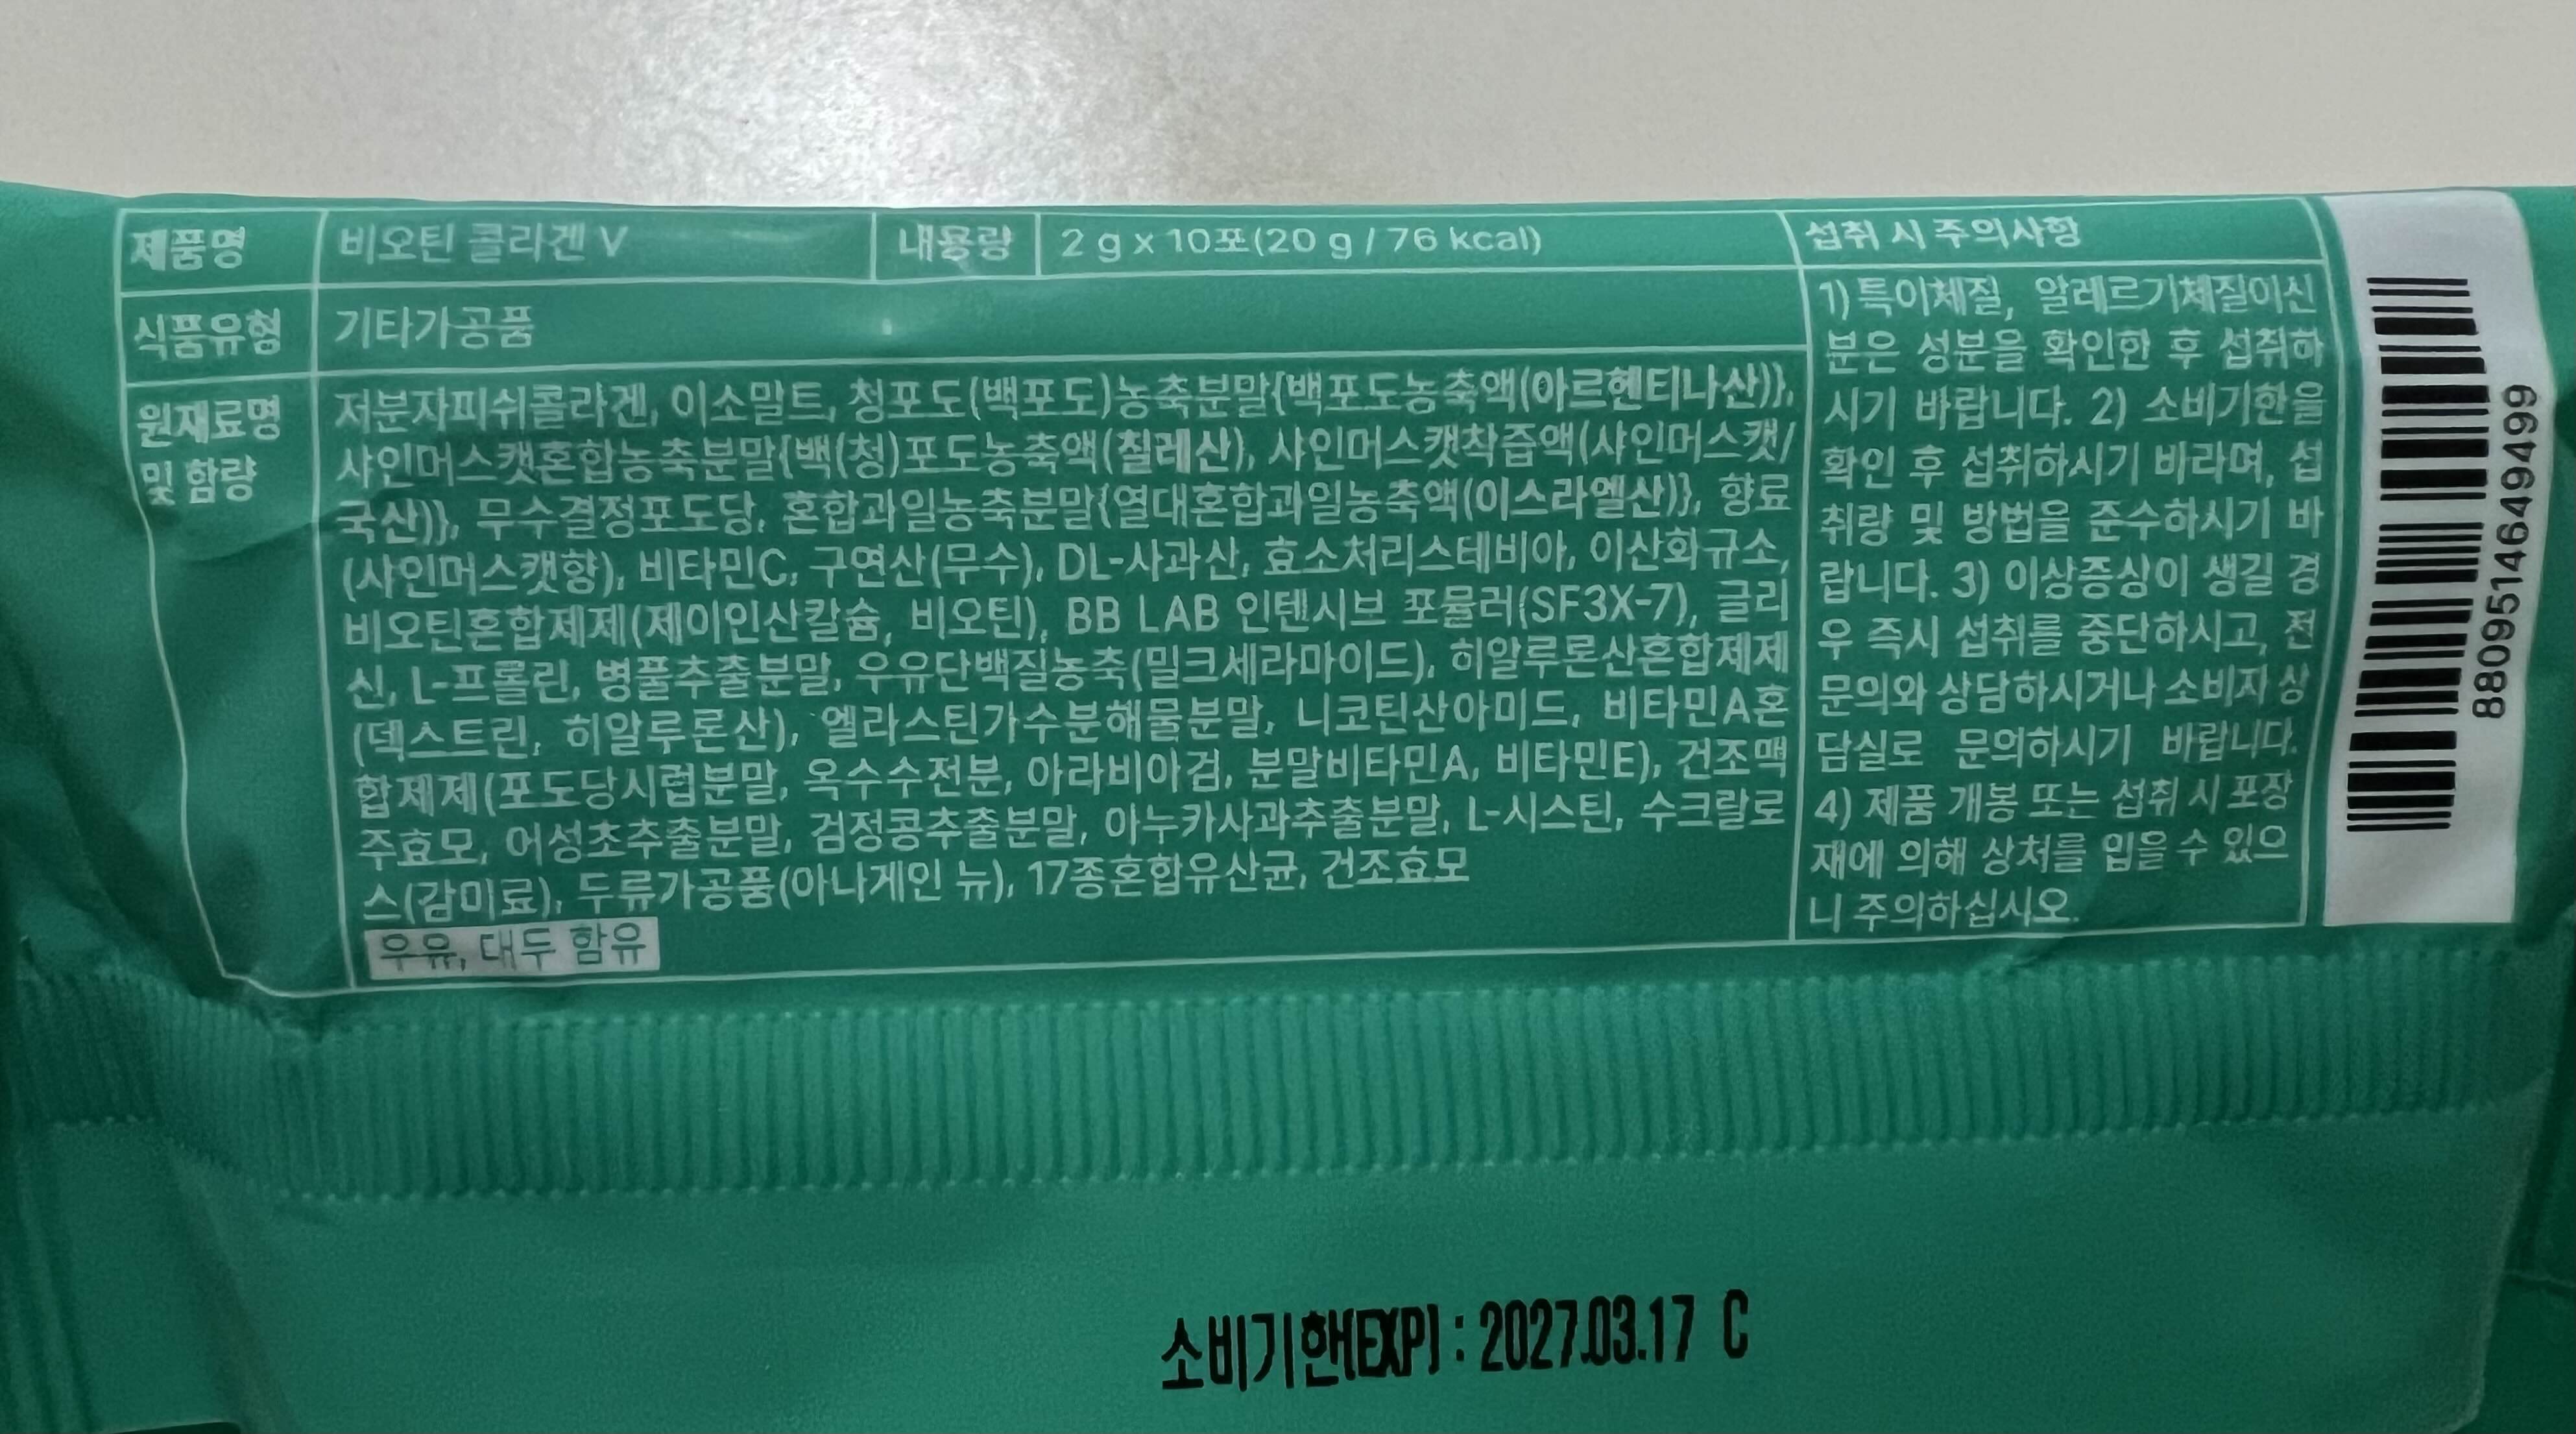 제품명 비오틴 콜라겐 V 내용량 2 g x 10포(20 g / 76 kcal)
식품유형 기타가공품
원재료명
및 함량
저분자피쉬콜라겐, 이소말트, 청포도(백포도)농축분말{백포도농축액(아르헨티나산)},
샤인머스캣혼합농축분말{백(청)포도농축액(칠레산), 샤인머스캣착즙액(샤인머스캣/
국산)}, 무수결정포도당, 혼합과일농축분말{열대혼합과일농축액(이스라엘산)}, 향료
(샤인머스캣향), 비타민C, 구연산(무수), DL-사과산, 효소처리스테비아, 이산화규소,
비오틴혼합제제(제이인산칼슘, 비오틴), BB LAB 인텐시브 포뮬러(SF3X-7), 글리
신, L-프롤린, 병풀추출분말, 우유단백질농축(밀크세라마이드), 히알루론산혼합제제
(덱스트린, 히알루론산), 엘라스틴가수분해물분말, 니코틴산아미드, 비타민A혼
합제제(포도당시럽분말, 옥수수전분, 아라비아검, 분말비타민A, 비타민E), 건조맥
주효모, 어성초추출분말, 검정콩추출분말, 아누카사과추출분말, L-시스틴, 수크랄로
스(감미료), 두류가공품(아나게인 뉴), 17종혼합유산균, 건조효모
우유, 대두 함유
섭취 시 주의사항
1) 특이체질, 알레르기체질이신
분은 성분을 확인한 후 섭취하
시기 바랍니다. 2) 소비기한을
확인 후 섭취하시기 바라며, 섭
취량 및 방법을 준수하시기 바
랍니다. 3) 이상증상이 생길 경
우 즉시 섭취를 중단하시고, 전
문의와 상담하시거나 소비자 상
담실로 문의하시기 바랍니다.
4) 제품 개봉 또는 섭취 시 포장
재에 의해 상처를 입을 수 있으
니 주의하십시오.
8809514649499
소비기한(EXP) : 2027.03.17 C